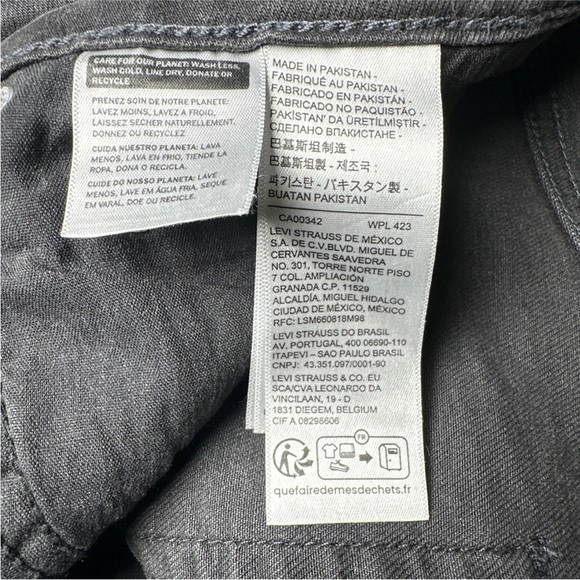 CARE FOR OUR PLANET: WASH LESS,
WASH COLD, LINE DRY, DONATE OR
RECYCLE
PRENEZ SOIN DE NOTRE PLANETE:
LAVEZ MOINS, LAVEZ A FROID,
LAISSEZ SÉCHER NATURELLEMENT,
DONNEZ OU RECYCLEZ
CUIDA NUESTRO PLANETA: LAVA
MENOS, LAVA EN FRIO, TIENDE LA
ROPA, DONA O RECICLA.
CUIDE DO NOSSO PLANETA: LAVE
MENOS, LAVE EM ÁGUA FRIA, SEQUE
EM VARAL, DOE OU RECICLE.
MADE IN PAKISTAN -
FABRIQUÉ AU PAKISTAN -
FABRICADO EN PAKISTÁN -
FABRICADO NO PAQUISTÃO -
PAKISTAN' DA ÜRETİLMİŞTİR -
СДЕЛАНО ВПАКИСТАНЕ -
巴基斯坦制造 -
巴基斯坦製 - 제조국 :
파키스탄 - パキスタン製 -
BUATAN PAKISTAN
CA00342 WPL 423
LEVI STRAUSS DE MÉXICO
S.A. DE C.V.BLVD. MIGUEL DE
CERVANTES SAAVEDRA
NO. 301, TORRE NORTE PISO
7 COL. AMPLIACIÓN
GRANADA C.P. 11529
ALCALDÍA. MIGUEL HIDALGO
CIUDAD DE MÉXICO, MÉXICO
RFC: LSM660818M98
LEVI STRAUSS DO BRASIL
AV. PORTUGAL, 400 06690-110
ITAPEVI – SAO PAULO BRASIL
CNPJ: 43.351.097/0001-90
LEVI STRAUSS & CO. EU
SCA/CVA LEONARDO DA
VINCILAAN, 19 - D
1831 DIEGEM, BELGIUM
CIF A 08298606
FR
quefairedemesdechets.fr